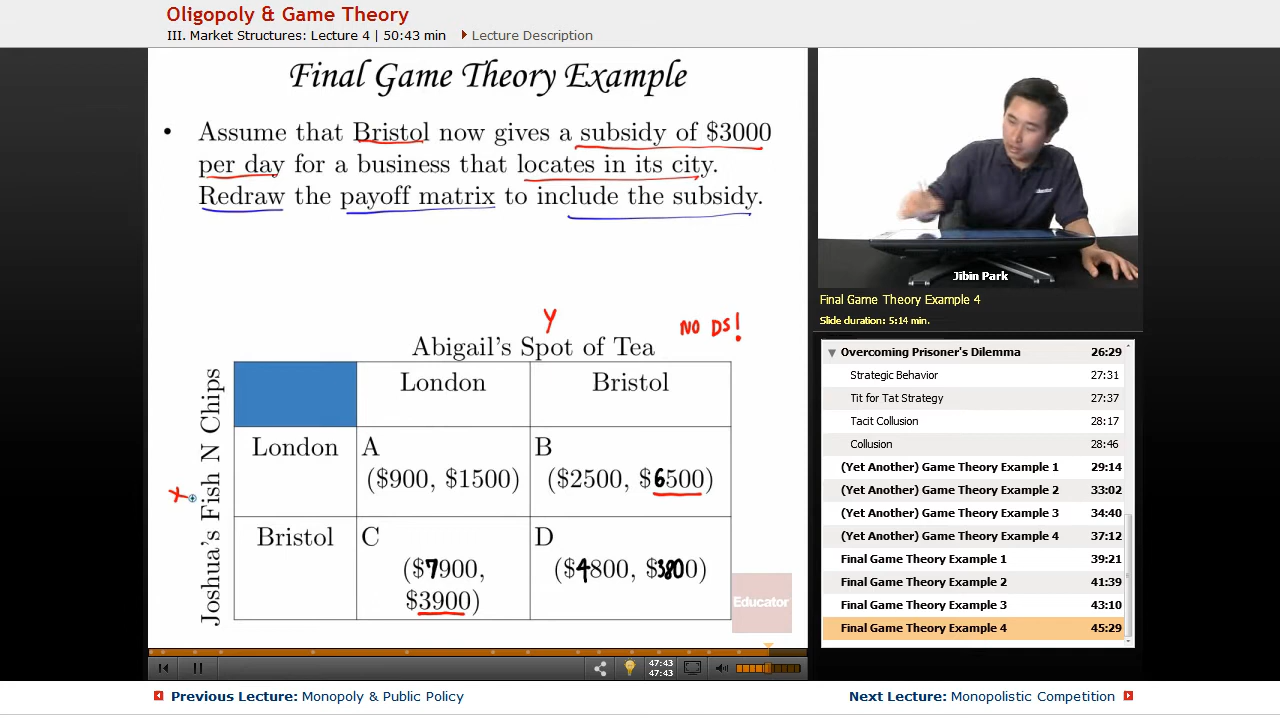 Oligopoly & Game Theory
III. Market Structures: Lecture 4 | 50:43 min
Lecture Description
Final Game Theory Example
• Assume that Bristol now gives a subsidy of $3000
per day for a business that locates in its city.
Redraw the payoff matrix to include the subsidy.
Y
NO DS!
Abigail's Spot of Tea
London Bristol
X
Joshua's Fish N Chips
London
A
($900, $1500)
B
($2500, $6500)
Bristol
C
($7900,
$3900)
D
($4800, $3800)
Educator
Jibin Park
Final Game Theory Example 4
Slide duration: 5:14 min.
Overcoming Prisoner's Dilemma 26:29
Strategic Behavior 27:31
Tit for Tat Strategy 27:37
Tacit Collusion 28:17
Collusion 28:46
(Yet Another) Game Theory Example 1 29:14
(Yet Another) Game Theory Example 2 33:02
(Yet Another) Game Theory Example 3 34:40
(Yet Another) Game Theory Example 4 37:12
Final Game Theory Example 1 39:21
Final Game Theory Example 2 41:39
Final Game Theory Example 3 43:10
Final Game Theory Example 4 45:29
47:43
47:43
Previous Lecture: Monopoly & Public Policy
Next Lecture: Monopolistic Competition